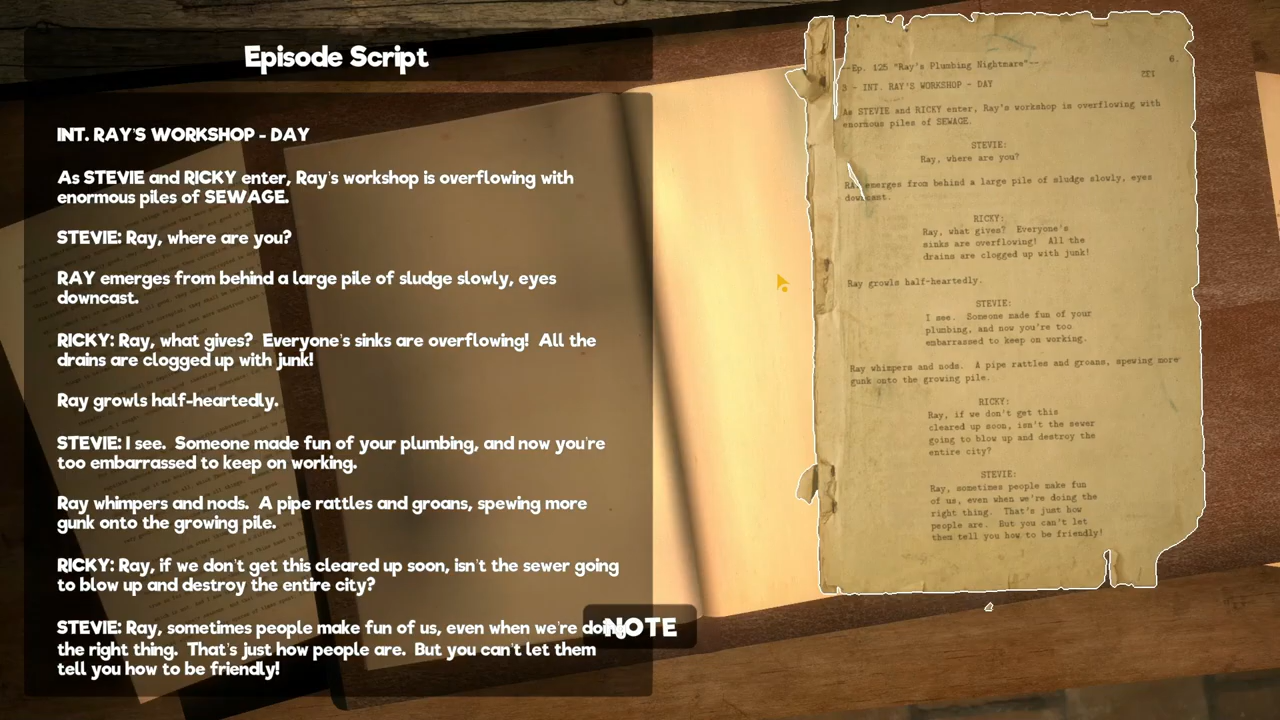 Episode Script
INT. RAY'S WORKSHOP - DAY
As STEVIE and RICKY enter, Ray's workshop is overflowing with
enormous piles of SEWAGE.
STEVIE: Ray, where are you?
RAY emerges from behind a large pile of sludge slowly, eyes
downcast.
RICKY: Ray, what gives?  Everyone's sinks are overflowing!  All the
drains are clogged up with junk!
Ray growls half-heartedly.
STEVIE: I see.  Someone made fun of your plumbing, and now you're
too embarrassed to keep on working.
Ray whimpers and nods.  A pipe rattles and groans, spewing more
gunk onto the growing pile.
RICKY: Ray, if we don't get this cleared up soon, isn't the sewer going
to blow up and destroy the entire city?
STEVIE: Ray, sometimes people make fun of us, even when we're doing
the right thing.  That's just how people are.  But you can't let them
tell you how to be friendly!
NOTE
--Ep. 125 "Ray's Plumbing Nightmare"--
6.
3 - INT. RAY'S WORKSHOP - DAY
As STEVIE and RICKY enter, Ray's workshop is overflowing with
enormous piles of SEWAGE.
STEVIE:
Ray, where are you?
RAY emerges from behind a large pile of sludge slowly, eyes
downcast.
RICKY:
Ray, what gives?  Everyone's
sinks are overflowing!  All the
drains are clogged up with junk!
Ray growls half-heartedly.
STEVIE:
I see.  Someone made fun of your
plumbing, and now you're too
embarrassed to keep on working.
Ray whimpers and nods.  A pipe rattles and groans, spewing more
gunk onto the growing pile.
RICKY:
Ray, if we don't get this
cleared up soon, isn't the sewer
going to blow up and destroy the
entire city?
STEVIE:
Ray, sometimes people make fun
of us, even when we're doing the
right thing.  That's just how
people are.  But you can't let
them tell you how to be friendly!